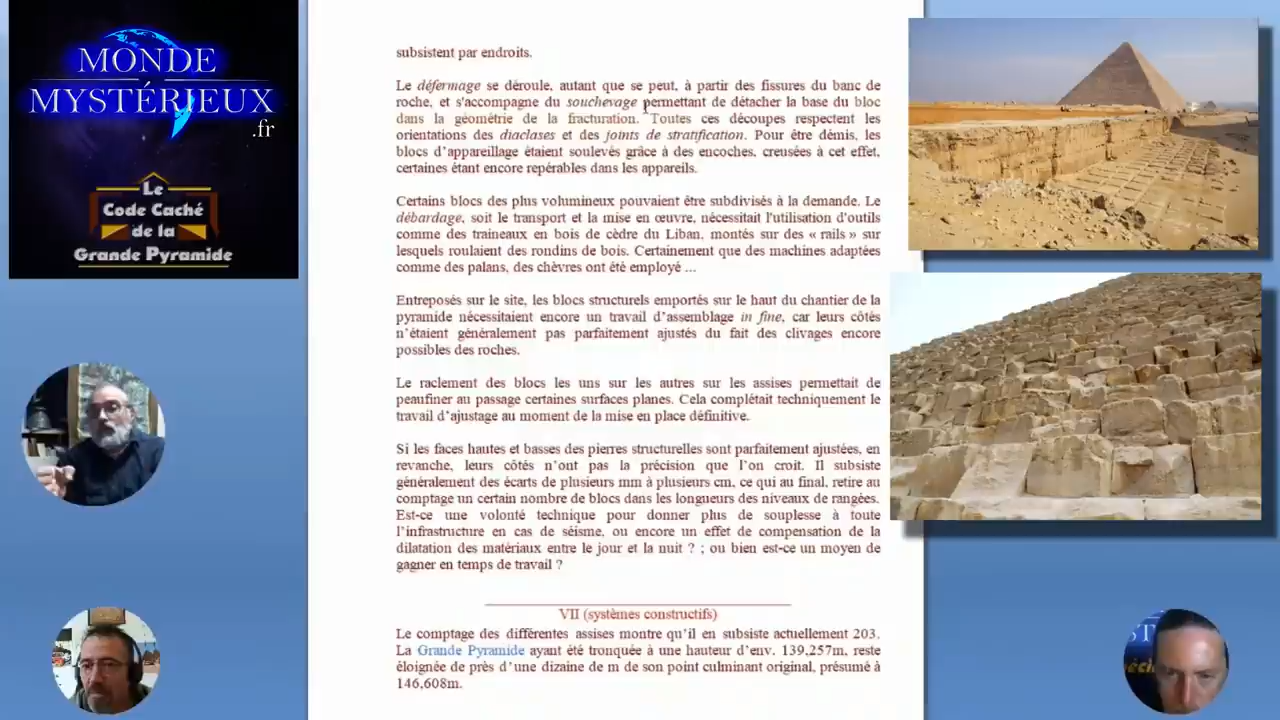 MONDE
MYSTÉRIEUX
.fr
Le
Code Caché
de la
Grande Pyramide
subsistent par endroits.
Le défermage se déroule, autant que se peut, à partir des fissures du banc de
roche, et s'accompagne du souchevage permettant de détacher la base du bloc
dans la géométrie de la fracturation. Toutes ces découpes respectent les
orientations des diaclases et des joints de stratification. Pour être démis, les
blocs d'appareillage étaient soulevés grâce à des encoches, creusées à cet effet,
certaines étant encore repérables dans les appareils.
Certains blocs des plus volumineux pouvaient être subdivisés à la demande. Le
débardage, soit le transport et la mise en œuvre, nécessitait l'utilisation d'outils
comme des traineaux en bois de cèdre du Liban, montés sur des « rails » sur
lesquels roulaient des rondins de bois. Certainement que des machines adaptées
comme des palans, des chèvres ont été employé ...
Entreposés sur le site, les blocs structurels emportés sur le haut du chantier de la
pyramide nécessitaient encore un travail d'assemblage in fine, car leurs côtés
n'étaient généralement pas parfaitement ajustés du fait des clivages encore
possibles des roches.
Le raclement des blocs les uns sur les autres sur les assises permettait de
peaufiner au passage certaines surfaces planes. Cela complétait techniquement le
travail d'ajustage au moment de la mise en place définitive.
Si les faces hautes et basses des pierres structurelles sont parfaitement ajustées, en
revanche, leurs côtés n'ont pas la précision que l'on croit. Il subsiste
généralement des écarts de plusieurs mm à plusieurs cm, ce qui au final, retire au
comptage un certain nombre de blocs dans les longueurs des niveaux de rangées.
Est-ce une volonté technique pour donner plus de souplesse à toute
l'infrastructure en cas de séisme, ou encore un effet de compensation de la
dilatation des matériaux entre le jour et la nuit ? ; ou bien est-ce un moyen de
gagner en temps de travail ?
VII (systèmes constructifs)
Le comptage des différentes assises montre qu'il en subsiste actuellement 203.
La Grande Pyramide ayant été tronquée à une hauteur d'env. 139,257m, reste
éloignée de près d'une dizaine de m de son point culminant original, présumé à
146,608m.